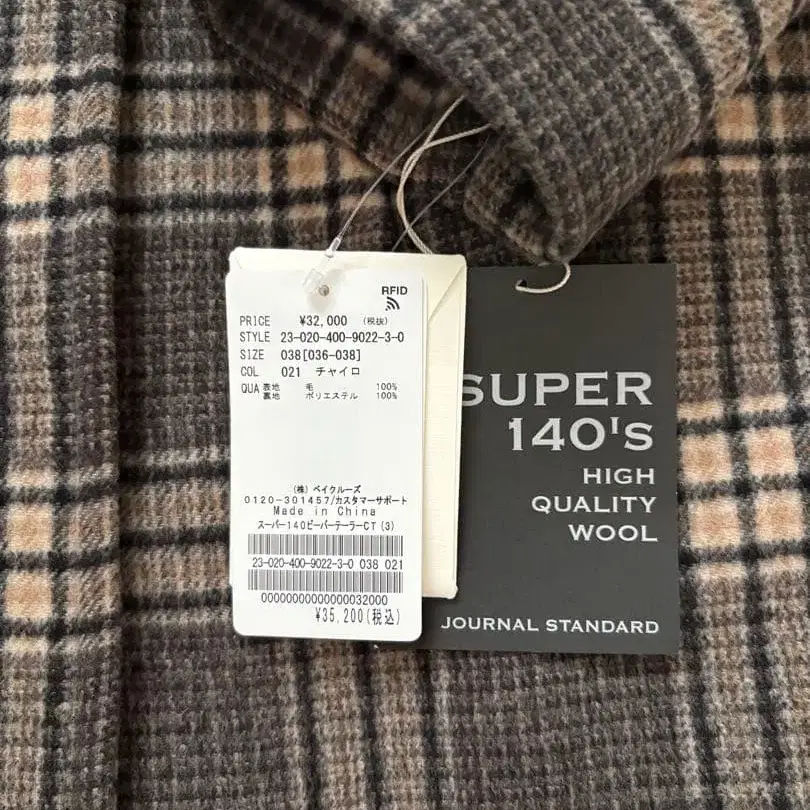 RFID
PRICE ¥32,000 (税抜)
STYLE 23-020-400-9022-3-0
SIZE 038[036-038]
COL 021 チャイロ
QUA 表地 毛 100%
裏地 ポリエステル 100%
(株) ベイクルーズ
0120-301457/カスタマーサポート
Made in China
スーパー140ビーバーテーラーCT(3)
23-020-400-9022-3-0 038 021
00000000000000032000
¥35,200(税込)
SUPER
140's
HIGH
QUALITY
WOOL
JOURNAL STANDARD